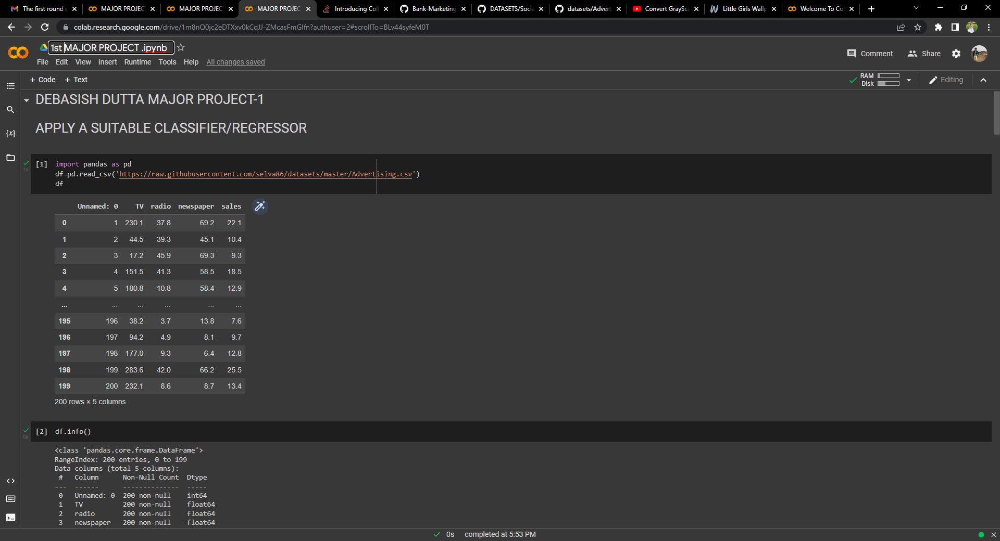 The first round c
MAJOR PROJEC
MAJOR PROJEC
MAJOR PROJEC
Introducing Coll
Bank-Marketing
DATASETS/Socia
datasets/Advert
Convert GraySca
Little Girls Wallp
Welcome To Col
colab.research.google.com/drive/1m8nQ0jc2eDTXxv0kCqJJ-ZMcasFmGIfn?authuser=2#scrollTo=BLv44syfeM0T
1st MAJOR PROJECT .ipynb
File Edit View Insert Runtime Tools Help All changes saved
Comment Share
+ Code + Text
RAM
Disk
Editing
DEBASISH DUTTA MAJOR PROJECT-1
APPLY A SUITABLE CLASSIFIER/REGRESSOR
1s
[1] import pandas as pd
df=pd.read_csv('https://raw.githubusercontent.com/selva86/datasets/master/Advertising.csv')
df
Unnamed: 0 TV radio newspaper sales
0 1 230.1 37.8 69.2 22.1
1 2 44.5 39.3 45.1 10.4
2 3 17.2 45.9 69.3 9.3
3 4 151.5 41.3 58.5 18.5
4 5 180.8 10.8 58.4 12.9
... ... ... ... ... ...
195 196 38.2 3.7 13.8 7.6
196 197 94.2 4.9 8.1 9.7
197 198 177.0 9.3 6.4 12.8
198 199 283.6 42.0 66.2 25.5
199 200 232.1 8.6 8.7 13.4
200 rows × 5 columns
0s
[2] df.info()
<class 'pandas.core.frame.DataFrame'>
RangeIndex: 200 entries, 0 to 199
Data columns (total 5 columns):
# Column Non-Null Count Dtype
--- ------ -------------- -----
0 Unnamed: 0 200 non-null int64
1 TV 200 non-null float64
2 radio 200 non-null float64
3 newspaper 200 non-null float64
0s completed at 5:53 PM